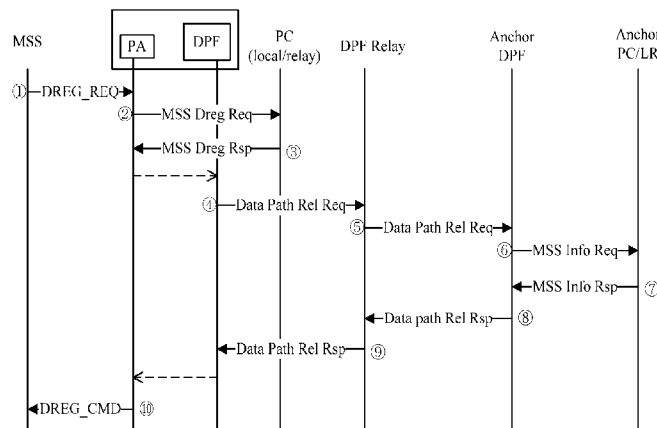 MSS
PA
DPF
PC
(local/relay)
DPF Relay
Anchor
DPF
Anchor
PC/LR
① DREG_REQ
② MSS Dreg Req
MSS Dreg Rsp ③
④ Data Path Rel Req
⑤ Data Path Rel Req
⑥ MSS Info Req
MSS Info Rsp ⑦
Data path Rel Rsp ⑧
Data Path Rel Rsp ⑨
DREG_CMD ⑩